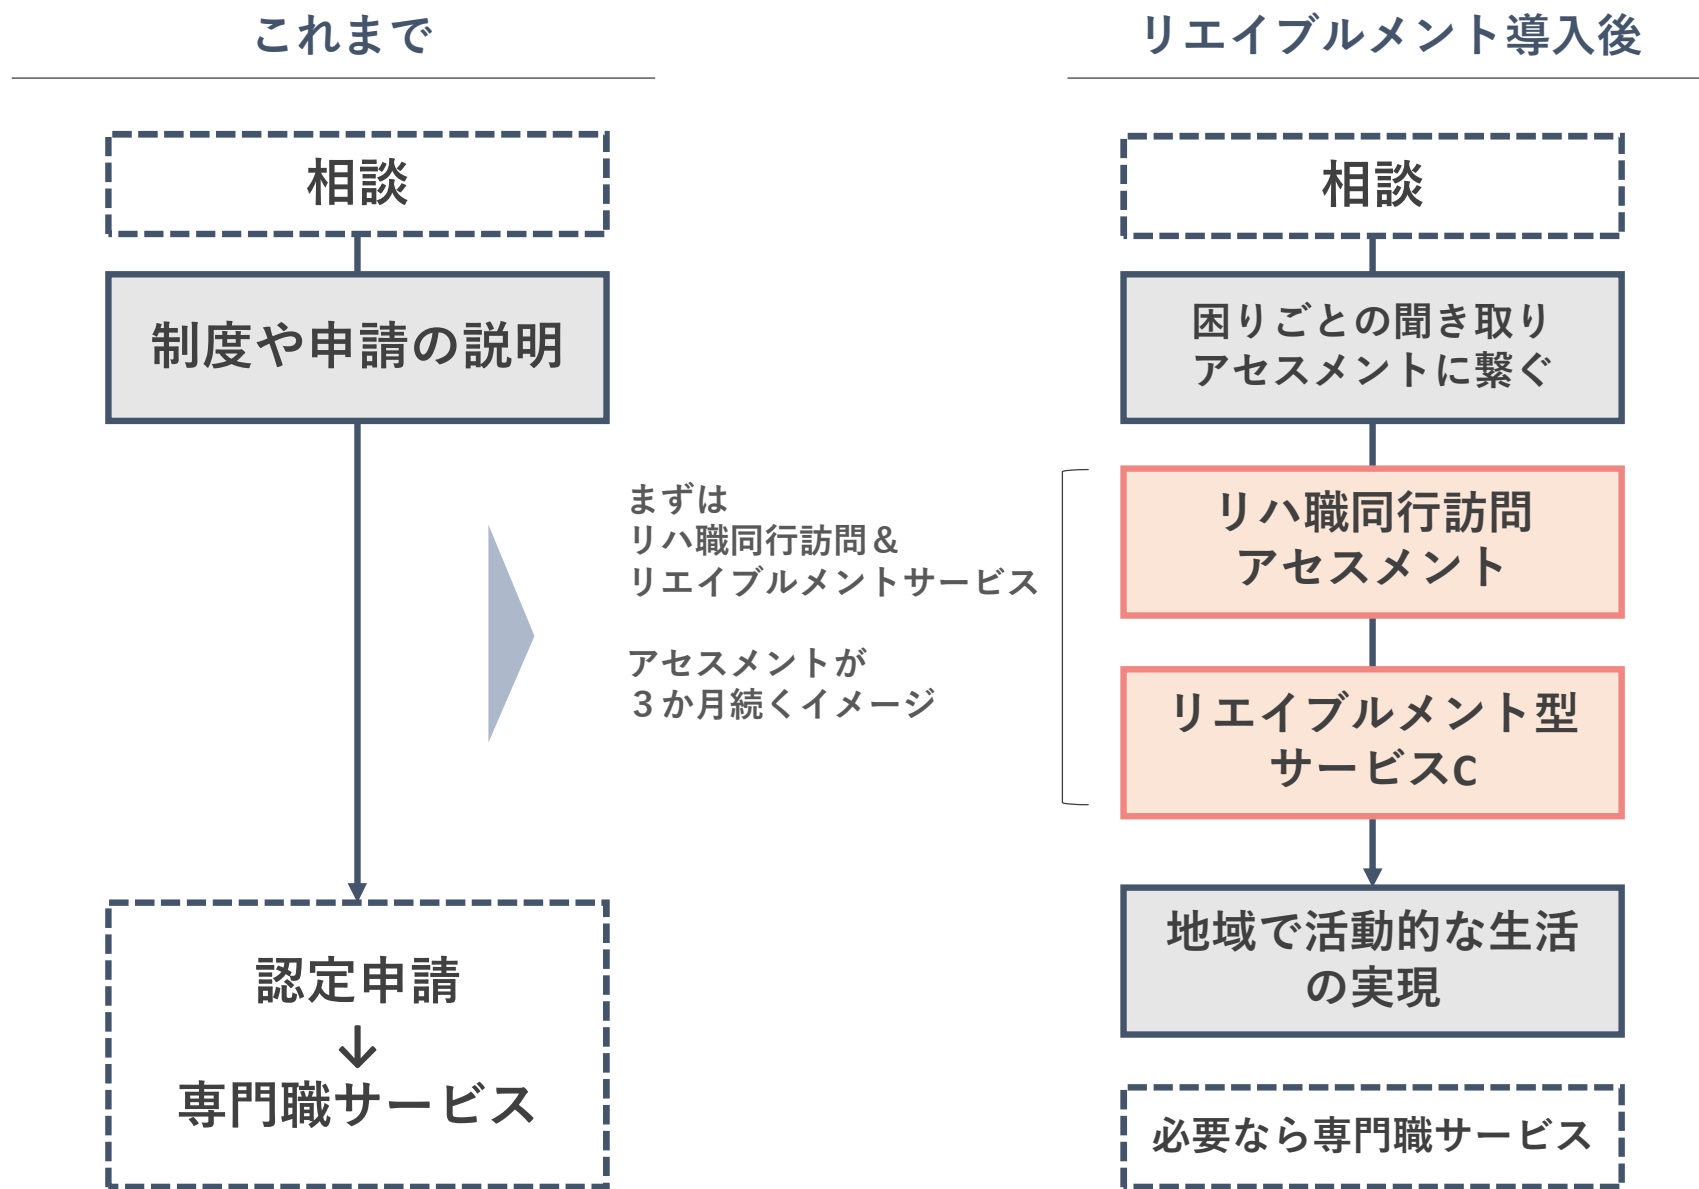 これまで
相談
制度や申請の説明
認定申請
↓
専門職サービス
まずは
リハ職同行訪問＆
リエイブルメントサービス
アセスメントが
３か月続くイメージ
リエイブルメント導入後
相談
困りごとの聞き取り
アセスメントに繋ぐ
リハ職同行訪問
アセスメント
リエイブルメント型
サービスC
地域で活動的な生活
の実現
必要なら専門職サービス